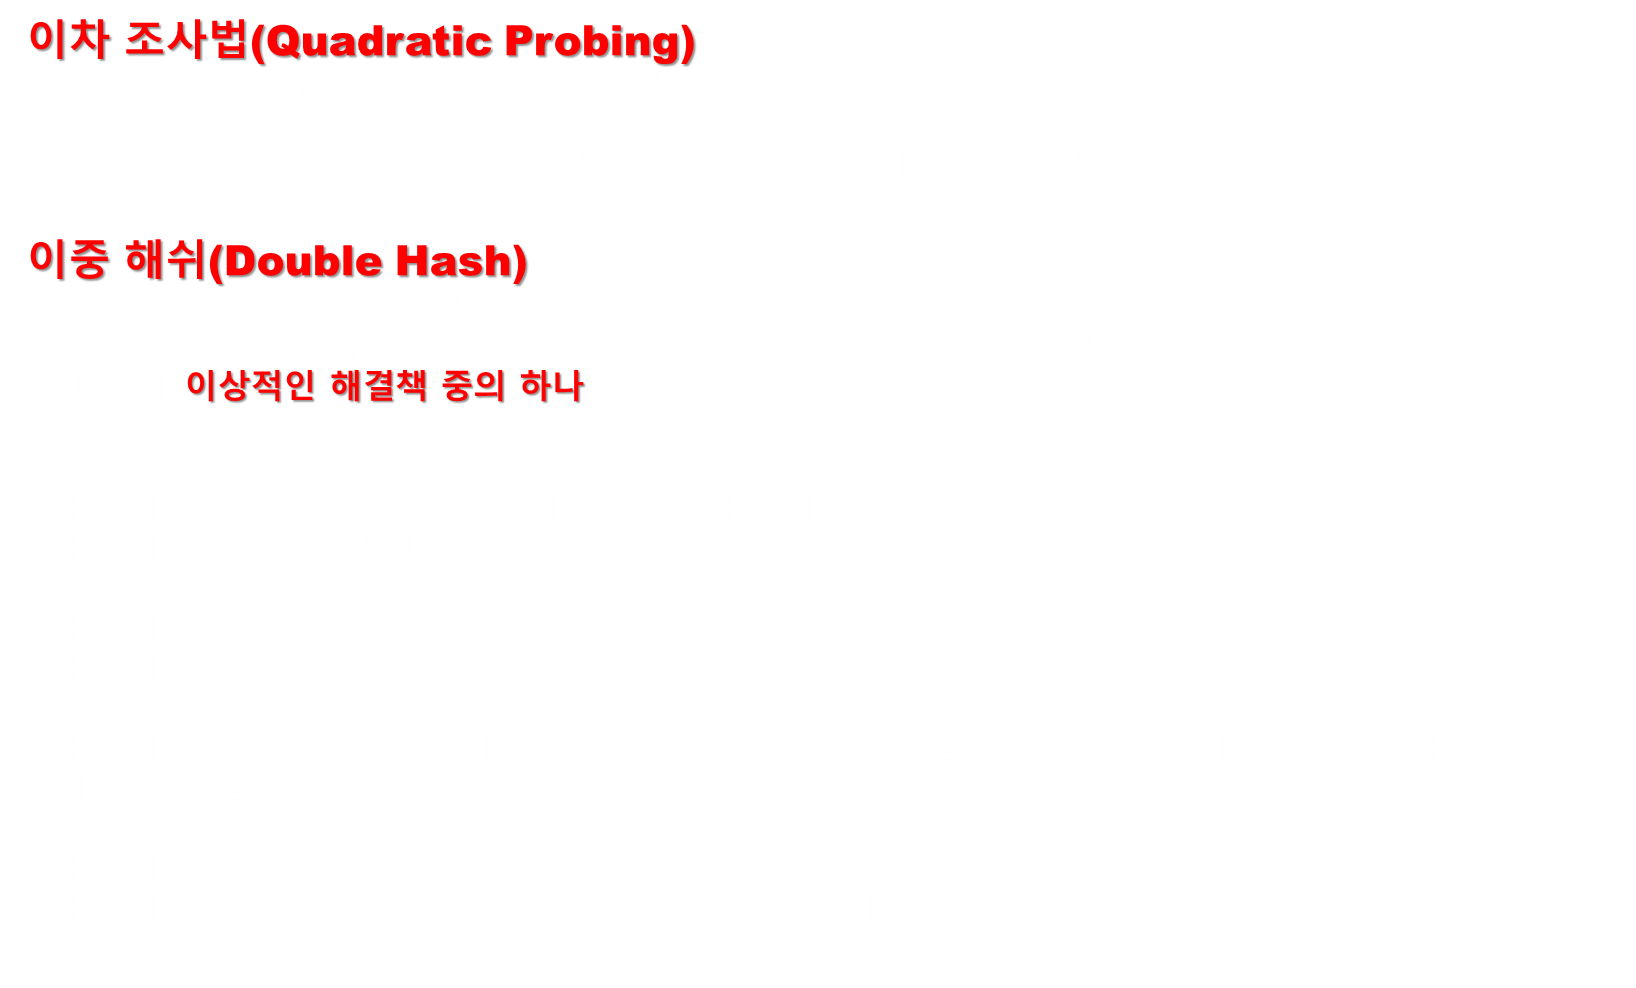 이차 조사법(Quadratic Probing)
이중 해쉬(Double Hash)
이상적인 해결책 중의 하나